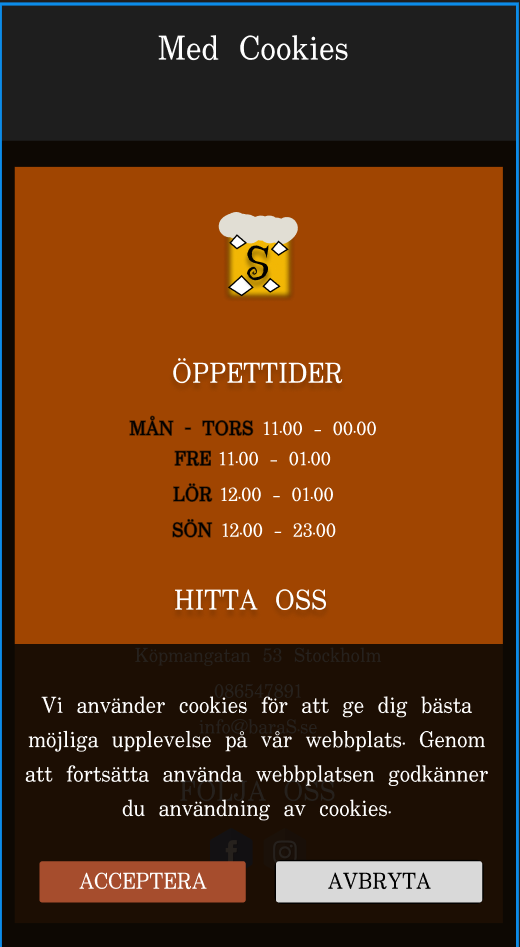 Med Cookies
S
ÖPPETTIDER
MÅN - TORS 11.00 - 00.00
FRE 11.00 - 01.00
LÖR 12.00 - 01.00
SÖN 12.00 - 23.00
HITTA OSS
Köpmangatan 53 Stockholm
086547891
Vi använder cookies för att ge dig bästa
info@baraS.se
möjliga upplevelse på vår webbplats. Genom
att fortsätta använda webbplatsen godkänner
FÖLJA OSS
du användning av cookies.
ACCEPTERA AVBRYTA